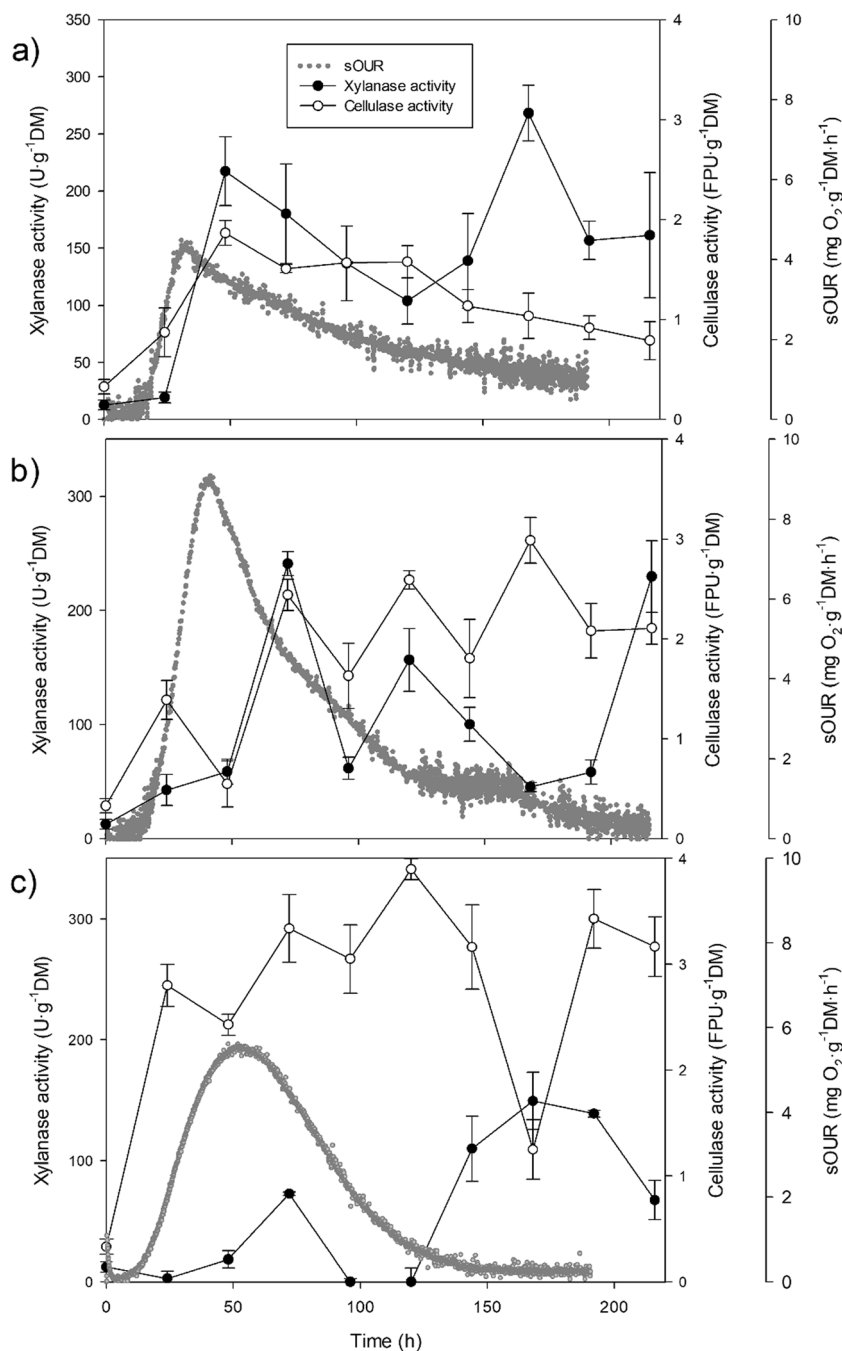 a)
350
300
250
200
150
100
50
0
Xylanase activity (U·g⁻¹DM)
sOUR
Xylanase activity
Cellulase activity
4
3
2
1
0
Cellulase activity (FPU·g⁻¹DM)
10
8
6
4
2
0
sOUR (mg O₂·g⁻¹DM·h⁻¹)
b)
300
200
100
0
Xylanase activity (U·g⁻¹DM)
4
3
2
1
0
Cellulase activity (FPU·g⁻¹DM)
10
8
6
4
2
0
sOUR (mg O₂·g⁻¹DM·h⁻¹)
c)
300
200
100
0
Xylanase activity (U·g⁻¹DM)
4
3
2
1
0
Cellulase activity (FPU·g⁻¹DM)
10
8
6
4
2
0
sOUR (mg O₂·g⁻¹DM·h⁻¹)
0 50 100 150 200
Time (h)